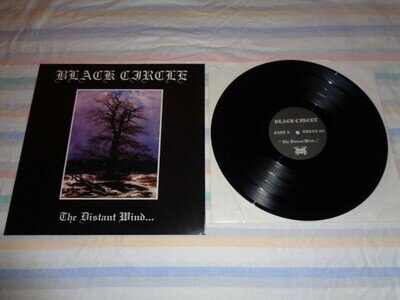 BLACK CIRCLE
The Distant Wind...
BLACK CIRCLE
SIDE A
"The Distant Wind..."